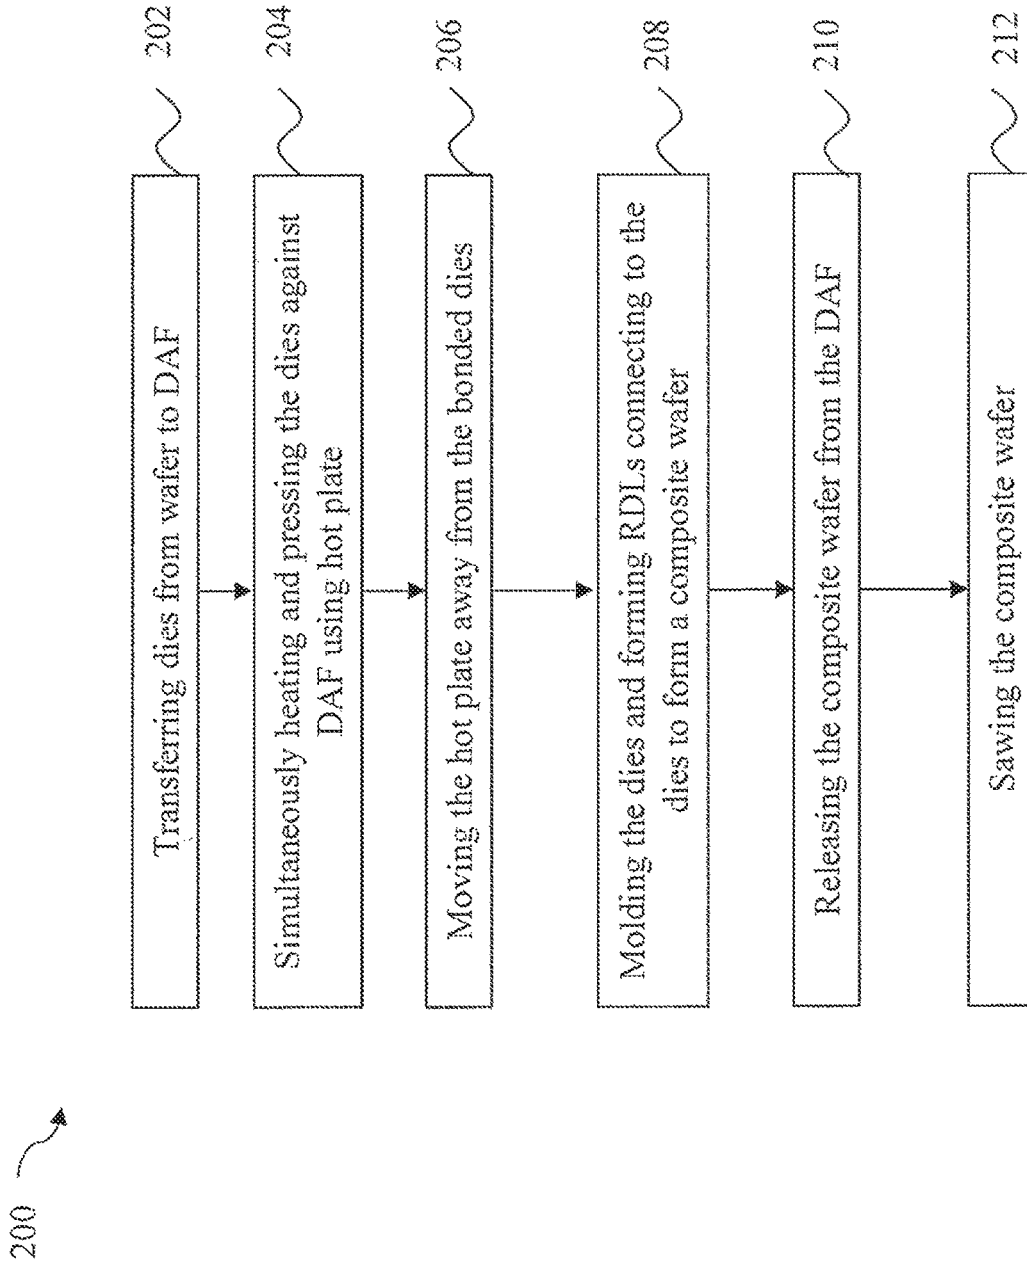 200
Transferring dies from wafer to DAF
202
Simultaneously heating and pressing the dies against
DAF using hot plate
204
Moving the hot plate away from the bonded dies
206
Molding the dies and forming RDLs connecting to the
dies to form a composite wafer
208
Releasing the composite wafer from the DAF
210
Sawing the composite wafer
212